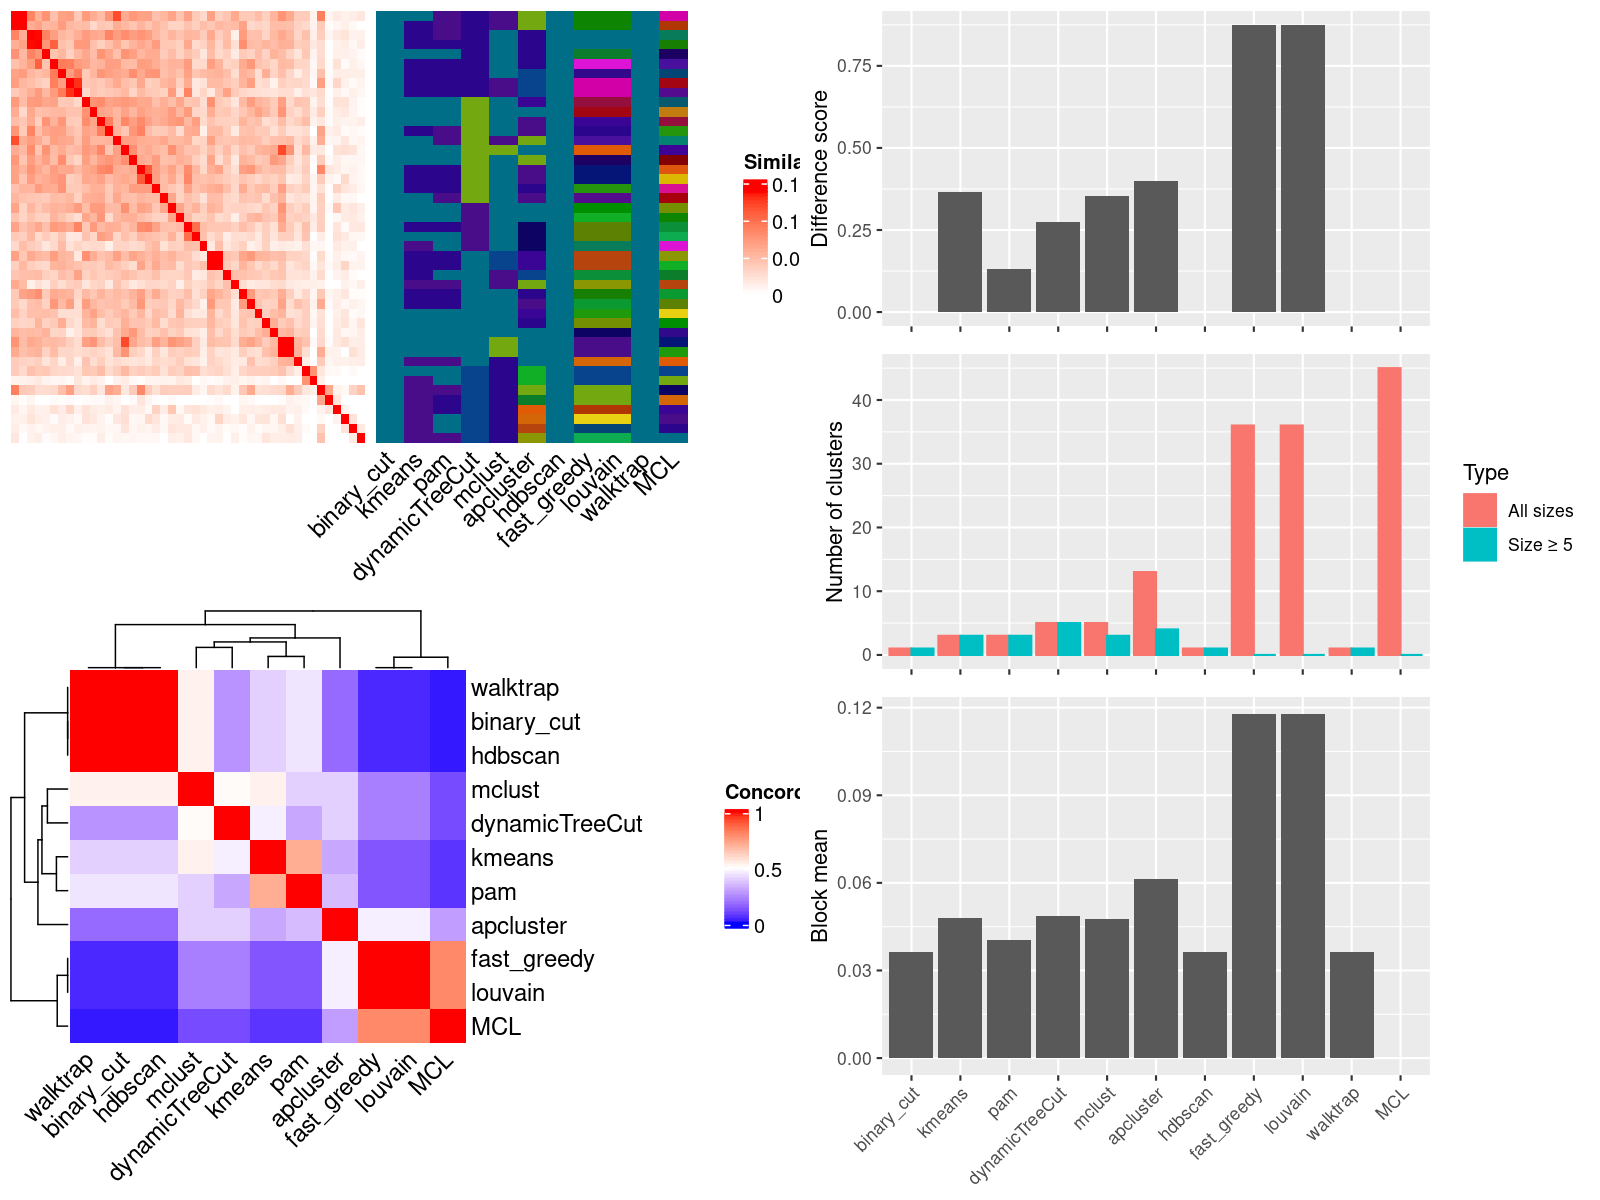 Simila
0.1
0.1
0.0
0
binary_cut
kmeans
pam
dynamicTreeCut
mclust
apcluster
hdbscan
fast_greedy
louvain
walktrap
MCL
Difference score
0.75
0.50
0.25
0.00
Number of clusters
40
30
20
10
0
Type
All sizes
Size ≥ 5
Block mean
0.12
0.09
0.06
0.03
0.00
binary_cut
kmeans
pam
dynamicTreeCut
mclust
apcluster
hdbscan
fast_greedy
louvain
walktrap
MCL
walktrap
binary_cut
hdbscan
mclust
dynamicTreeCut
kmeans
pam
apcluster
fast_greedy
louvain
MCL
walktrap
binary_cut
hdbscan
mclust
dynamicTreeCut
kmeans
pam
apcluster
fast_greedy
louvain
MCL
Concord
1
0.5
0